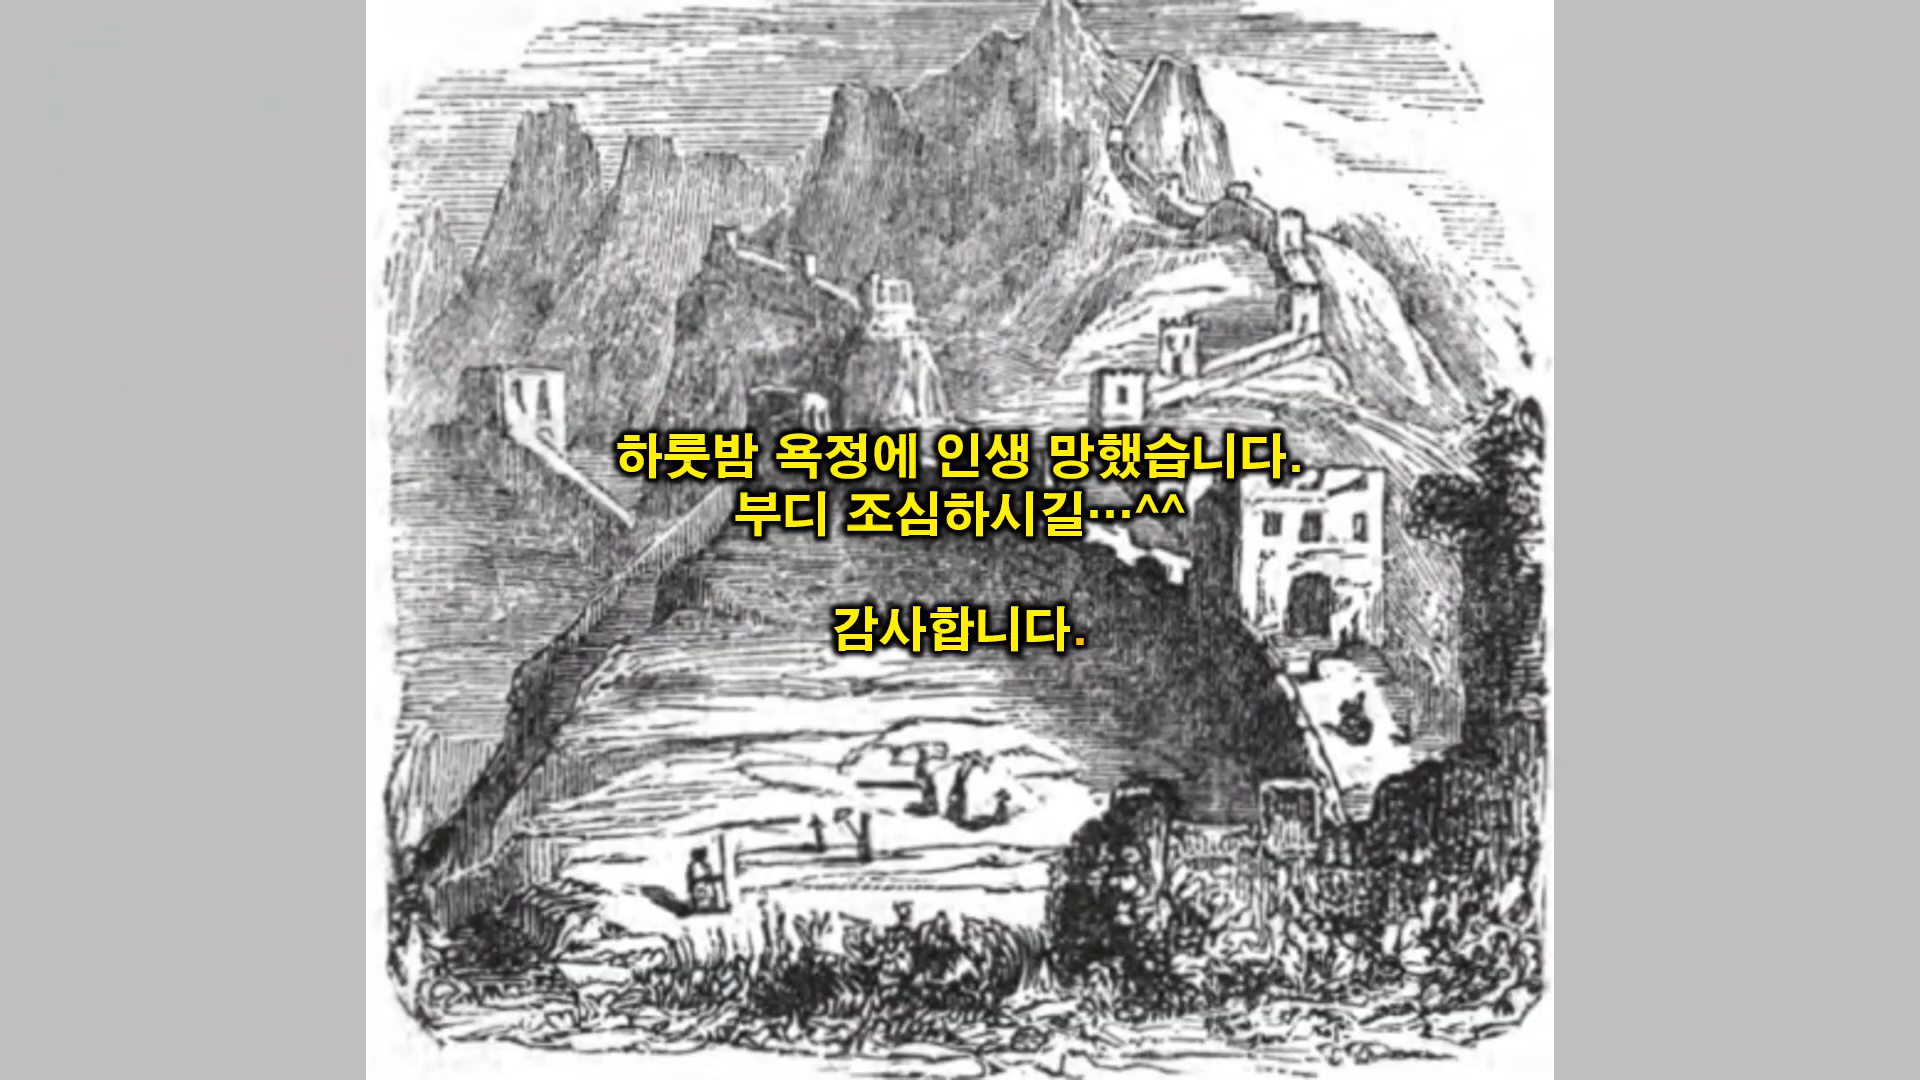 하룻밤 욕정에 인생 망했습니다.
부디 조심하시길…^^
감사합니다.